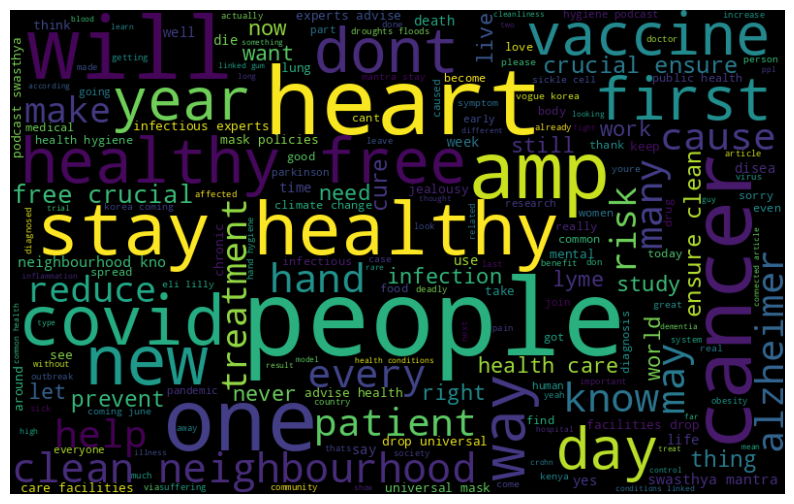 blood learn cleanliness hygiene podcast increase
think actually experts advise death two
will droughts floods part now die want live love please vaccine doctor person ppl
podcast swasthya made getting something well mantra stay
according linked gum long lung sickle cell public health
going caused crucial ensure
year heart dont first
make infectious experts become vogue korea body looking fight
medical cant symptom early already work cause
health hygiene mask policies leave different week thank keep
healthy free good parkinson still youre article
affected time cure amp many disea virus guy
free crucial need jealousy drug sorry
trial korea coming climate change thought research women risk even
diagnosed stay healthy look related really
neighbourhood kno chronic infectious case use common don today
spread hand hygiene rare last benefit mental ensure clean connected article
inflammation eli lilly treatment hand infection food deadly take join study great cancer
reduce pain got lyme alzheimer
covid people diagnosis world dementia
type common health result model next
see without new health conditions health care human may system real
around outbreak let prevent every way yeah important obesity
pandemic never advise health right know
sick coming june country find facilities drop far
high away help one patient hospital life
everyone thats say drop universal thing mean
illness society day treat
clean neighbourhood crohn control
much come kenya yes swasthya mantra
care facilities viasuffering community show universal mask conditions linked